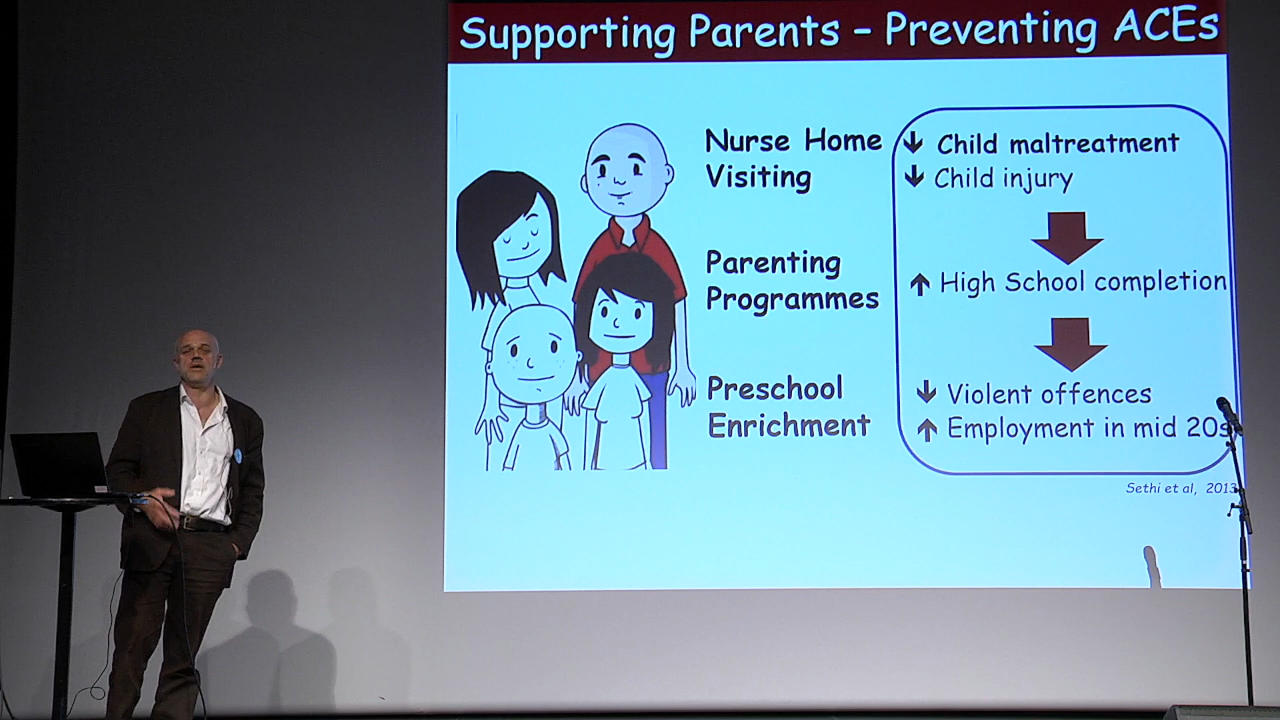 Supporting Parents – Preventing ACEs
Nurse Home
Visiting
Parenting
Programmes
Preschool
Enrichment
Child maltreatment
Child injury
High School completion
Violent offences
Employment in mid 20s
Sethi et al, 2013